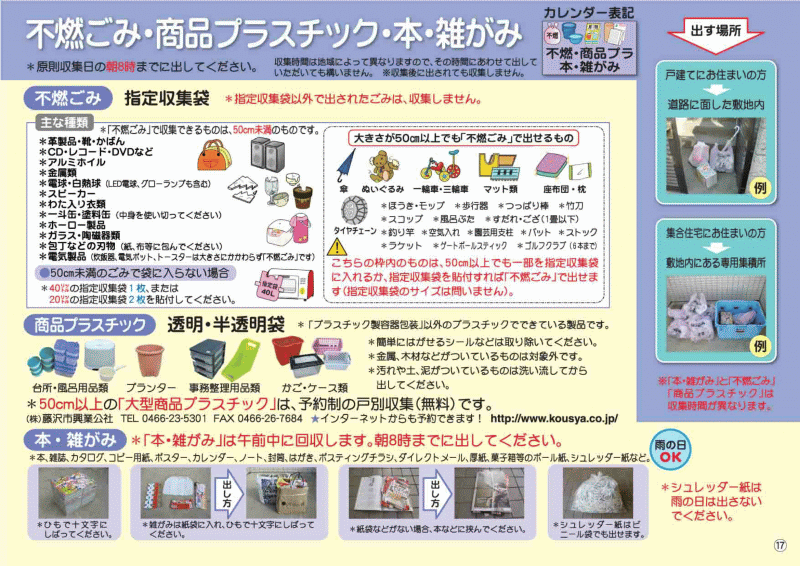 不燃ごみ・商品プラスチック・本・雑がみ
＊原則収集日の朝8時までに出してください。
収集時間は地域によって異なりますので、その時間にあわせて出して
いただいても構いません。 ※収集後に出されても収集しません。
カレンダー表記
不燃
不燃・商品プラ
本・雑がみ
出す場所
戸建てにお住まいの方
道路に面した敷地内
例
集合住宅にお住まいの方
敷地内にある専用集積所
例
※「本・雑がみ」と「不燃ごみ」
「商品プラスチック」は
収集時間が異なります。
不燃ごみ 指定収集袋 ＊指定収集袋以外で出されたごみは、収集しません。
主な種類
＊「不燃ごみ」で収集できるものは、50cm未満のものです。
＊革製品・靴・かばん
＊CD・レコード・DVDなど
＊アルミホイル
＊金属類
＊電球・白熱球（LED電球、グローランプも含む）
＊スピーカー
＊わた入り衣類
＊一斗缶・塗料缶（中身を使い切ってください）
＊ホーロー製品
＊ガラス・陶磁器類
＊包丁などの刃物（紙、布等に包んでください）
＊電気製品（炊飯器、電気ポット、トースターは大きさにかかわらず「不燃ごみ」です）
●50cm未満のごみで袋に入らない場合
＊40㍑の指定収集袋1枚、または
20㍑の指定収集袋2枚を貼付してください。
指定袋
40L
大きさが50cm以上でも「不燃ごみ」で出せるもの
傘 ぬいぐるみ 一輪車・三輪車 マット類 座布団・枕
タイヤチェーン
＊ほうき・モップ ＊歩行器 ＊つっぱり棒 ＊竹刀
＊スコップ ＊風呂ぶた ＊すだれ・ござ（1畳以下）
＊釣り竿 ＊空気入れ ＊園芸用支柱 ＊バット ＊ストック
＊ラケット ＊ゲートボールスティック ＊ゴルフクラブ（6本まで）
こちらの枠内のものは、50cm以上でも一部を指定収集袋
に入れるか、指定収集袋を貼付すれば「不燃ごみ」で出せま
す（指定収集袋のサイズは問いません）。
商品プラスチック 透明・半透明袋 ＊「プラスチック製容器包装」以外のプラスチックでできている製品です。
台所・風呂用品類 プランター 事務整理用品類 かご・ケース類
＊簡単にはがせるシールなどは取り除いてください。
＊金属、木材などがついているものは対象外です。
＊汚れや土、泥がついているものは洗い流してから
出してください。
＊50cm以上の「大型商品プラスチック」は、予約制の戸別収集（無料）です。
（株）藤沢市興業公社 TEL 0466-23-5301 FAX 0466-26-7684 ★インターネットからも予約できます！ http://www.kousya.co.jp/
本・雑がみ ＊「本・雑がみ」は午前中に回収します。朝8時までに出してください。
＊本、雑誌、カタログ、コピー用紙、ポスター、カレンダー、ノート、封筒、はがき、ポスティングチラシ、ダイレクトメール、厚紙、菓子箱等のボール紙、シュレッダー紙など。
雨の日
OK
＊ひもで十文字に
しばってください。
出し方
＊雑がみは紙袋に入れ、ひもで十文字にしばって
ください。
出し方
＊紙袋などがない場合、本などに挟んでください。
＊シュレッダー紙はビ
ニール袋でも出せます。
＊シュレッダー紙は
雨の日は出さない
でください。
⑰